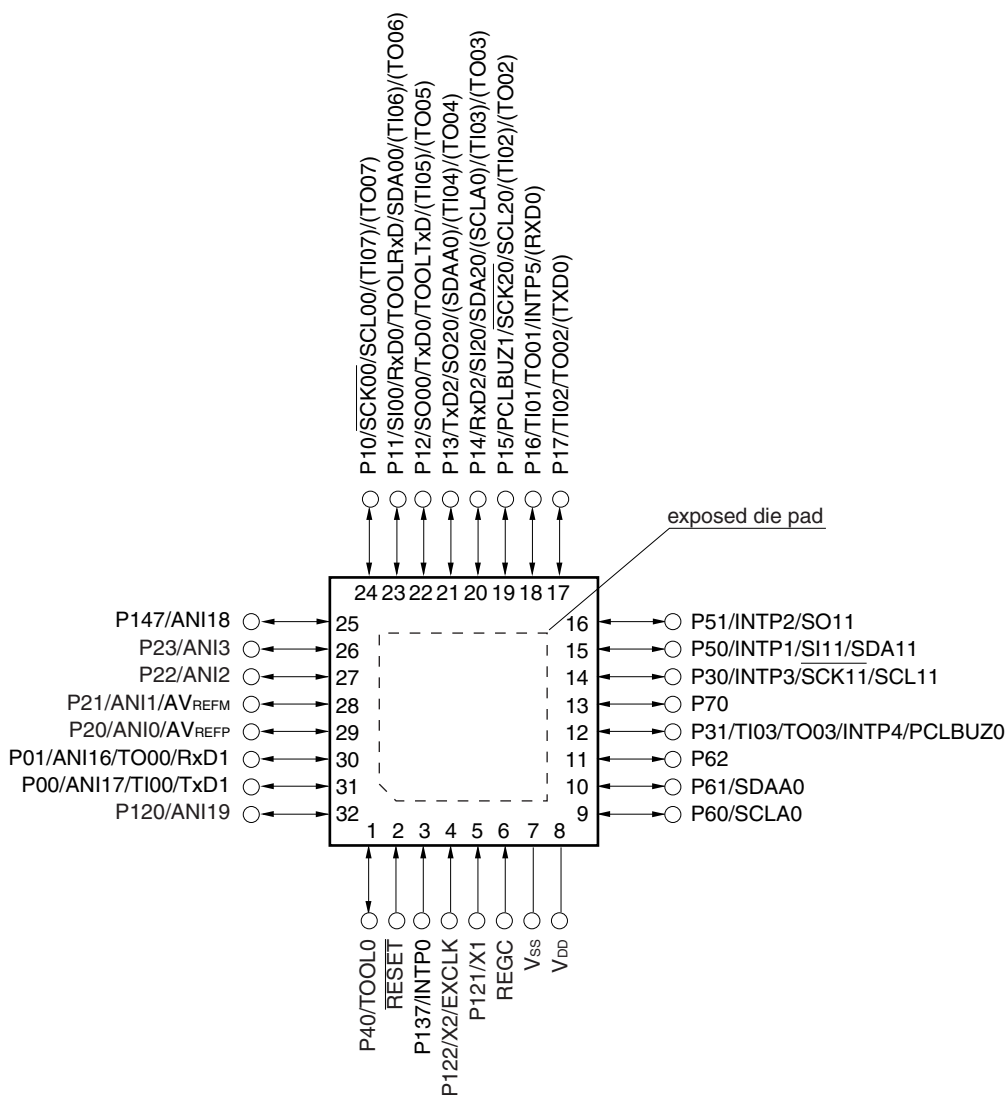 P10/SCK00/SCL00/(TI07)/(TO07)
P11/SI00/RxD0/TOOLRxD/SDA00/(TI06)/(TO06)
P12/SO00/TxD0/TOOLTxD/(TI05)/(TO05)
P13/TxD2/SO20/(SDAA0)/(TI04)/(TO04)
P14/RxD2/SI20/SDA20/(SCLA0)/(TI03)/(TO03)
P15/PCLBUZ1/SCK20/SCL20/(TI02)/(TO02)
P16/TI01/TO01/INTP5/(RXD0)
P17/TI02/TO02/(TXD0)
exposed die pad
24 23 22 21 20 19 18 17
P147/ANI18 25
P23/ANI3 26
P22/ANI2 27
P21/ANI1/AVREFM 28
P20/ANI0/AVREFP 29
P01/ANI16/TO00/RxD1 30
P00/ANI17/TI00/TxD1 31
P120/ANI19 32
16 P51/INTP2/SO11
15 P50/INTP1/SI11/SDA11
14 P30/INTP3/SCK11/SCL11
13 P70
12 P31/TI03/TO03/INTP4/PCLBUZ0
11 P62
10 P61/SDAA0
9 P60/SCLA0
1 2 3 4 5 6 7 8
P40/TOOL0
RESET
P137/INTP0
P122/X2/EXCLK
P121/X1
REGC
VSS
VDD